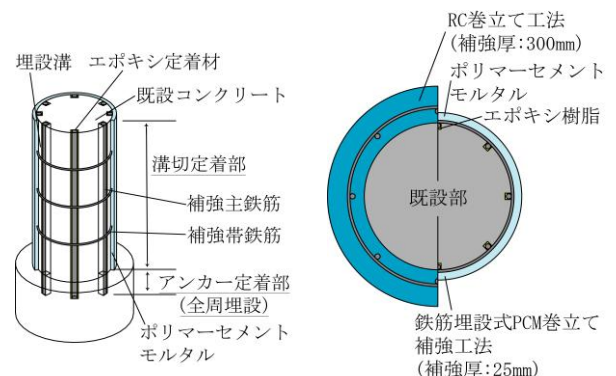 埋設溝
エポキシ定着材
既設コンクリート
溝切定着部
補強主鉄筋
補強帯鉄筋
アンカー定着部
(全周埋設)
ポリマーセメント
モルタル
RC巻立て工法
(補強厚:300mm)
ポリマーセメント
モルタル
エポキシ樹脂
既設部
鉄筋埋設式PCM巻立て
補強工法
(補強厚:25mm)